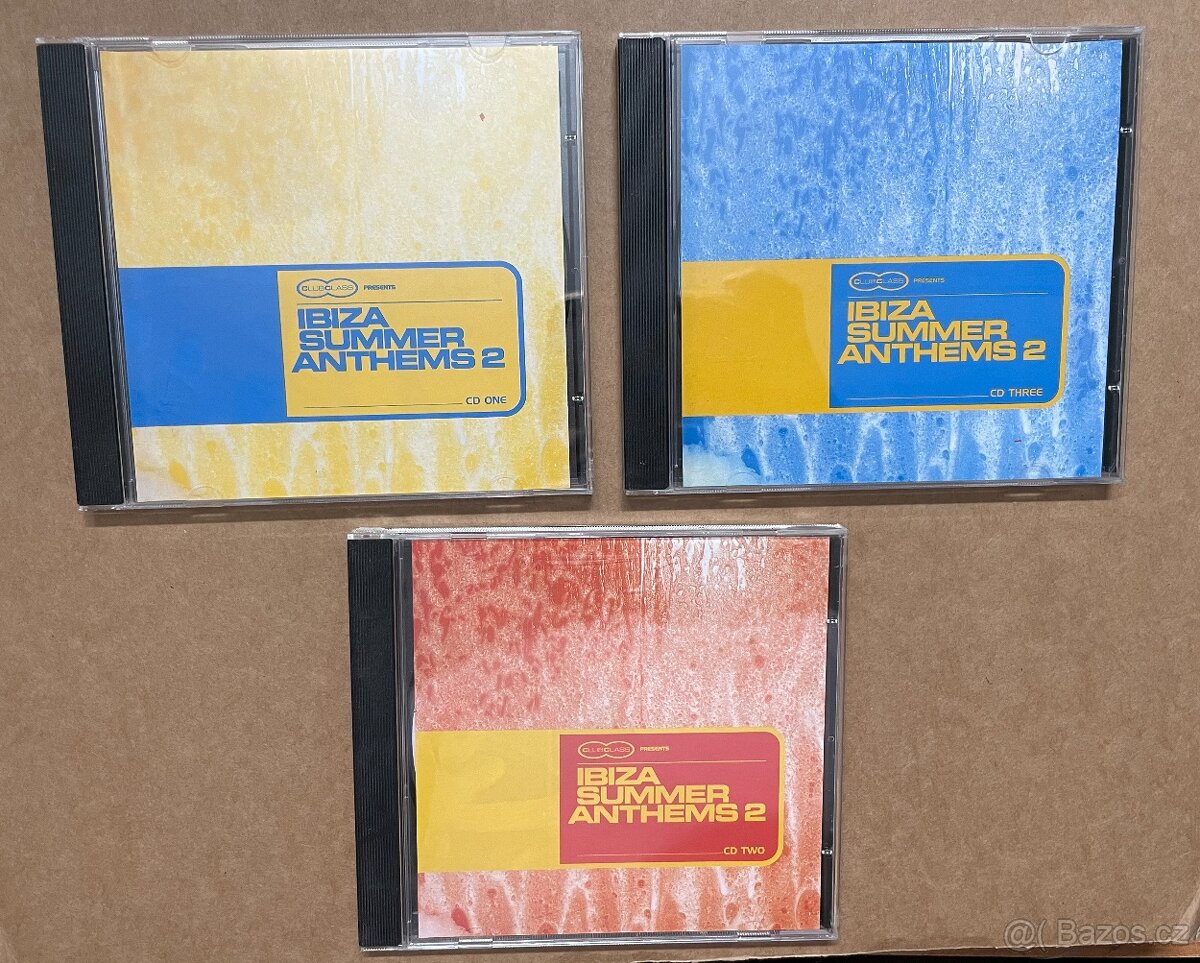 CLUBCLASS PRESENTS
IBIZA
SUMMER
ANTHEMS 2
CD ONE
CLUBCLASS PRESENTS
IBIZA
SUMMER
ANTHEMS 2
CD THREE
CLUBCLASS PRESENTS
IBIZA
SUMMER
ANTHEMS 2
CD TWO
@( Bazos.cz